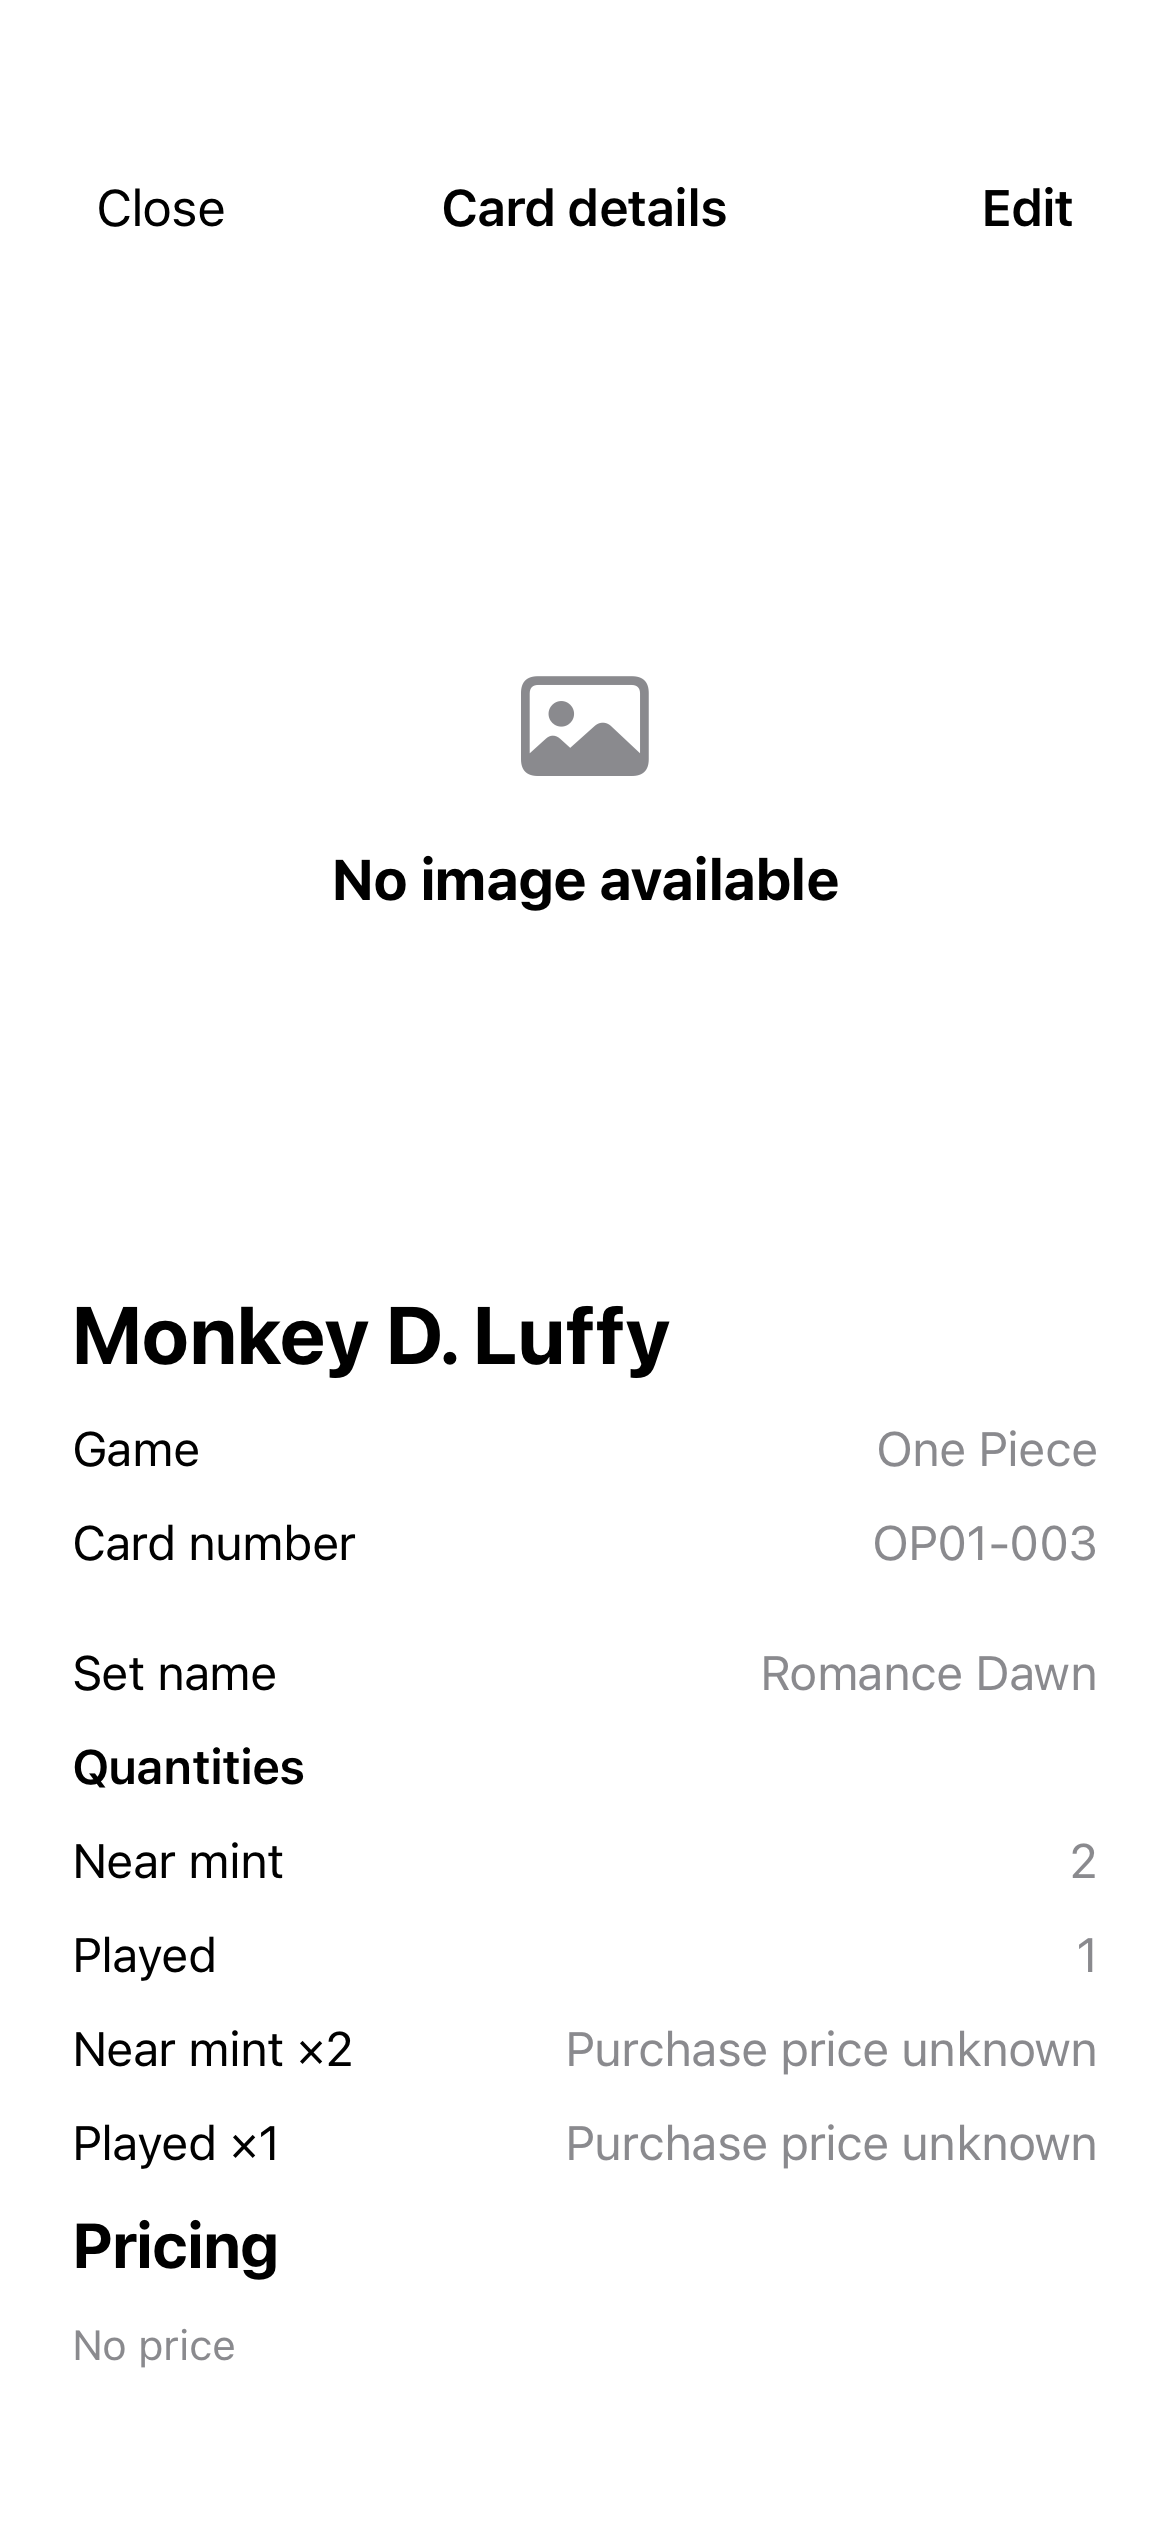 Close Card details Edit
No image available
Monkey D. Luffy
Game One Piece
Card number OP01-003
Set name Romance Dawn
Quantities
Near mint 2
Played 1
Near mint ×2 Purchase price unknown
Played ×1 Purchase price unknown
Pricing
No price